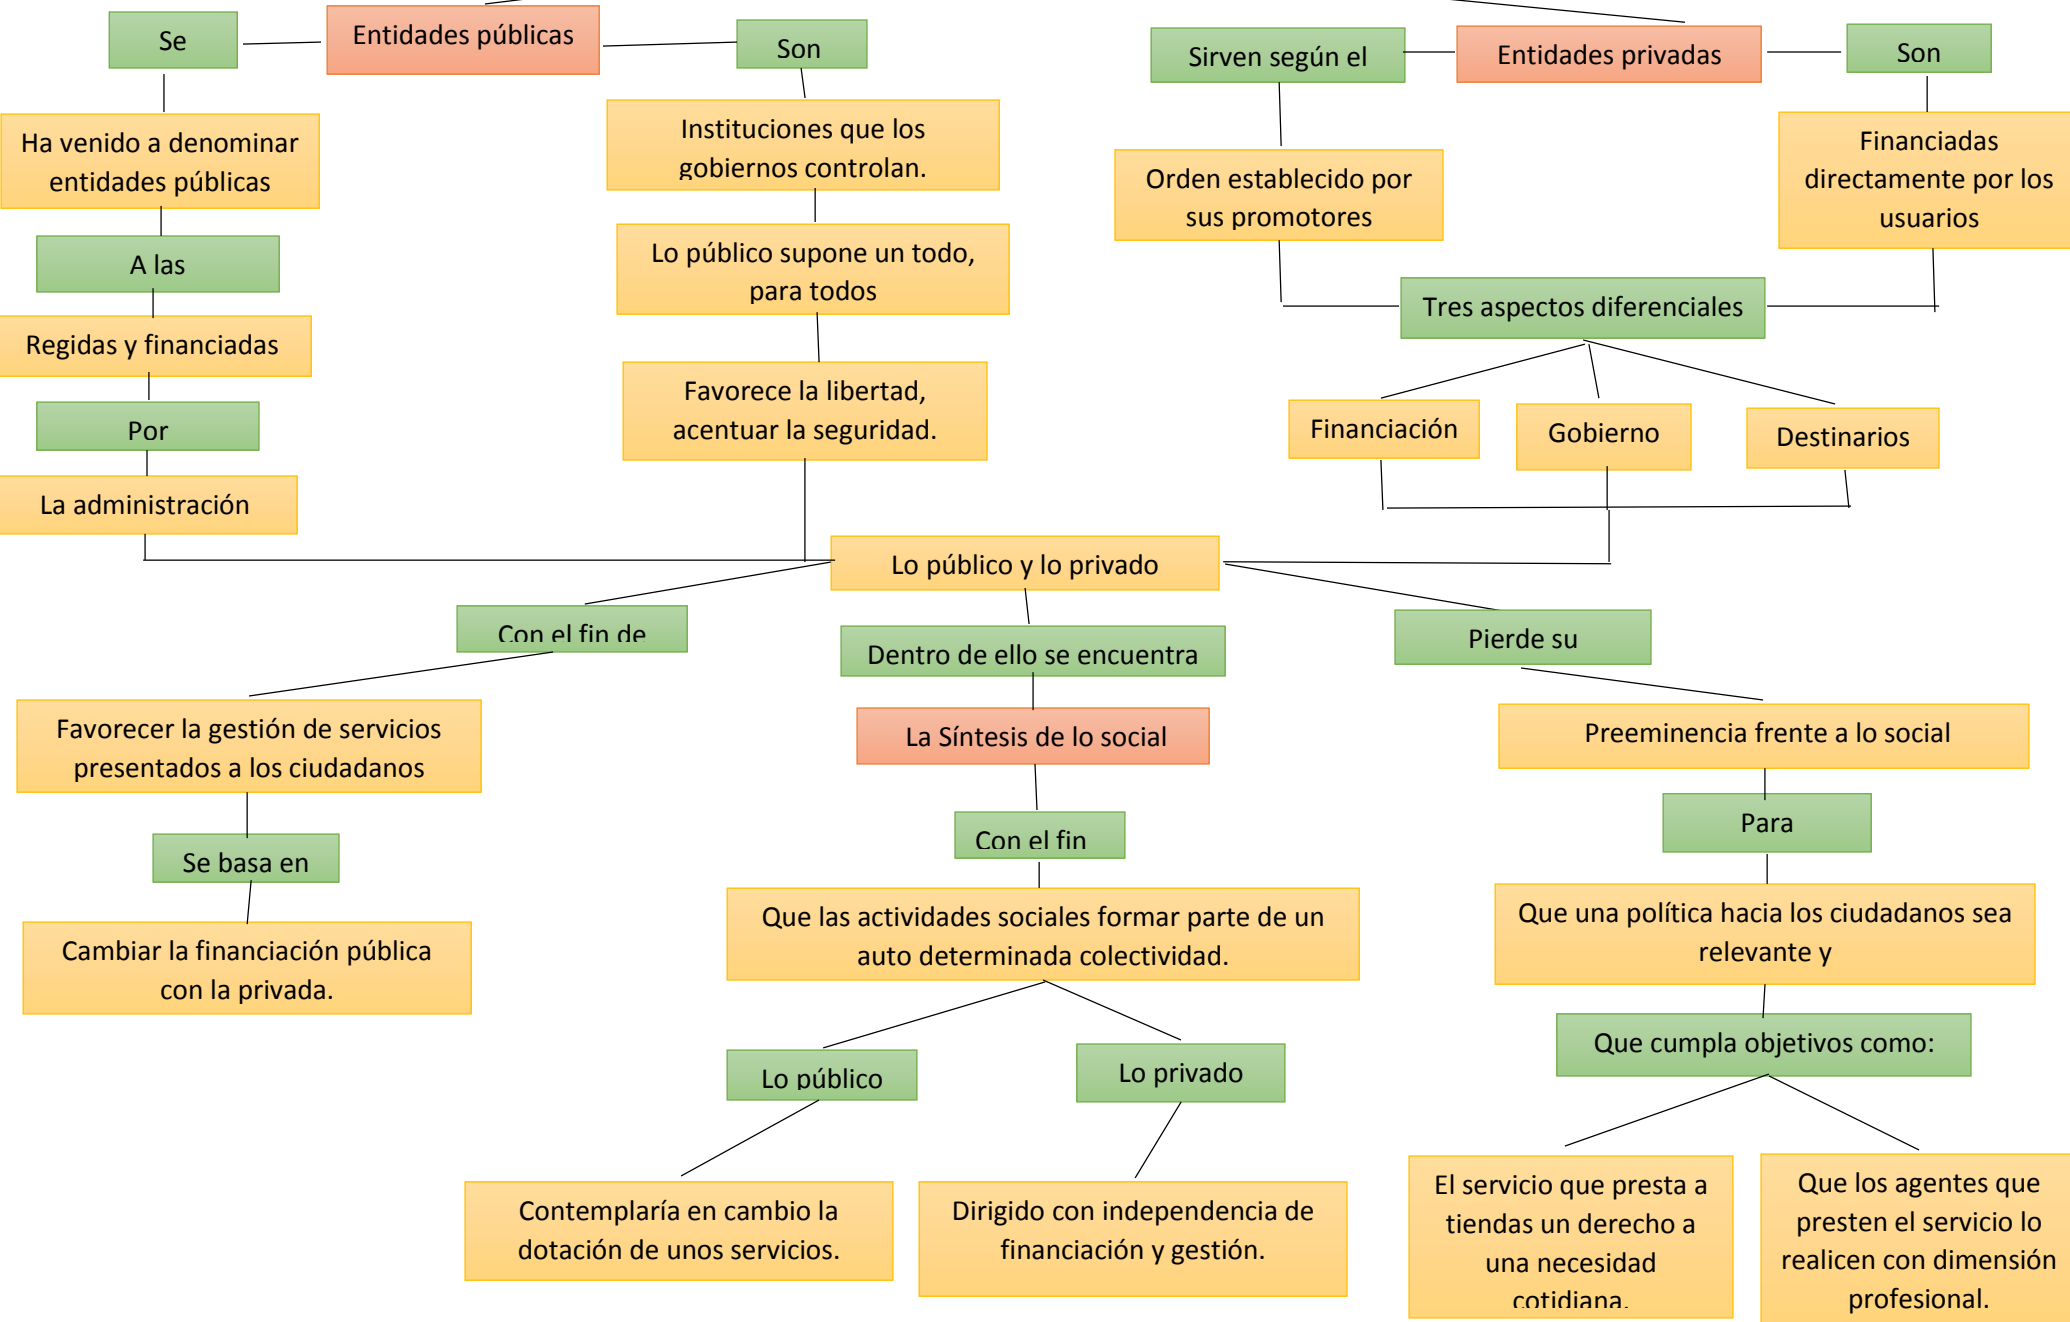 Se
Entidades públicas
Son
Ha venido a denominar
entidades públicas
A las
Regidas y financiadas
Por
La administración
Instituciones que los
gobiernos controlan.
Lo público supone un todo,
para todos
Favorece la libertad,
acentuar la seguridad.
Sirven según el
Entidades privadas
Son
Orden establecido por
sus promotores
Financiadas
directamente por los
usuarios
Tres aspectos diferenciales
Financiación
Gobierno
Destinarios
Lo público y lo privado
Con el fin de
Favorecer la gestión de servicios
presentados a los ciudadanos
Se basa en
Cambiar la financiación pública
con la privada.
Dentro de ello se encuentra
La Síntesis de lo social
Con el fin
Que las actividades sociales formar parte de un
auto determinada colectividad.
Lo público
Lo privado
Contemplaría en cambio la
dotación de unos servicios.
Dirigido con independencia de
financiación y gestión.
Pierde su
Preeminencia frente a lo social
Para
Que una política hacia los ciudadanos sea
relevante y
Que cumpla objetivos como:
El servicio que presta a
tiendas un derecho a
una necesidad
cotidiana.
Que los agentes que
presten el servicio lo
realicen con dimensión
profesional.